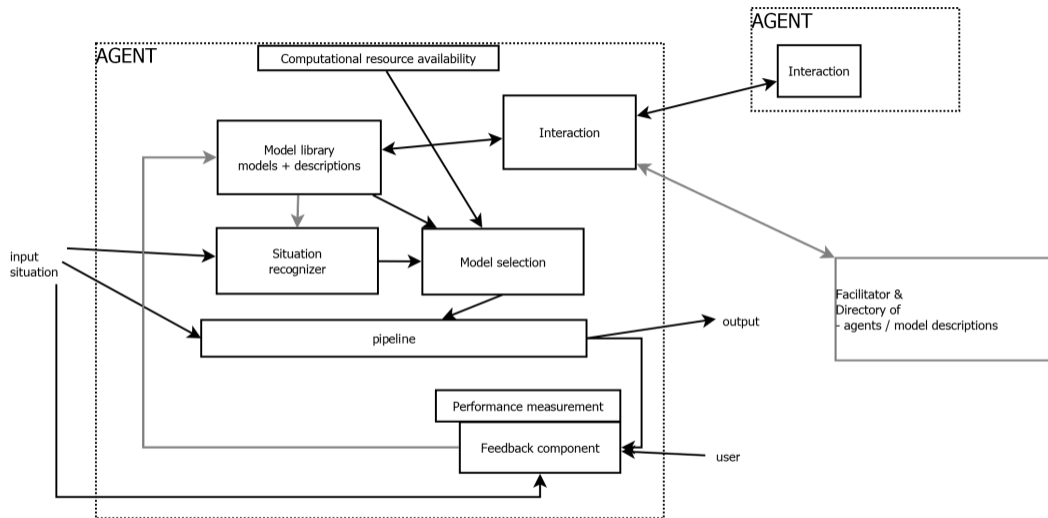 AGENT
AGENT
Computational resource availability
Interaction
Interaction
Model library
models + descriptions
Situation
recognizer
Model selection
input
situation
Facilitator &
Directory of
- agents / model descriptions
pipeline
output
Performance measurement
Feedback component
user